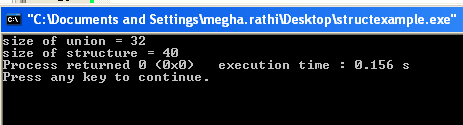 "C:\Documents and Settings\megha.rathi\Desktop\structexample.exe"
size of union = 32
size of structure = 40
Process returned 0 (0x0)   execution time : 0.156 s
Press any key to continue.